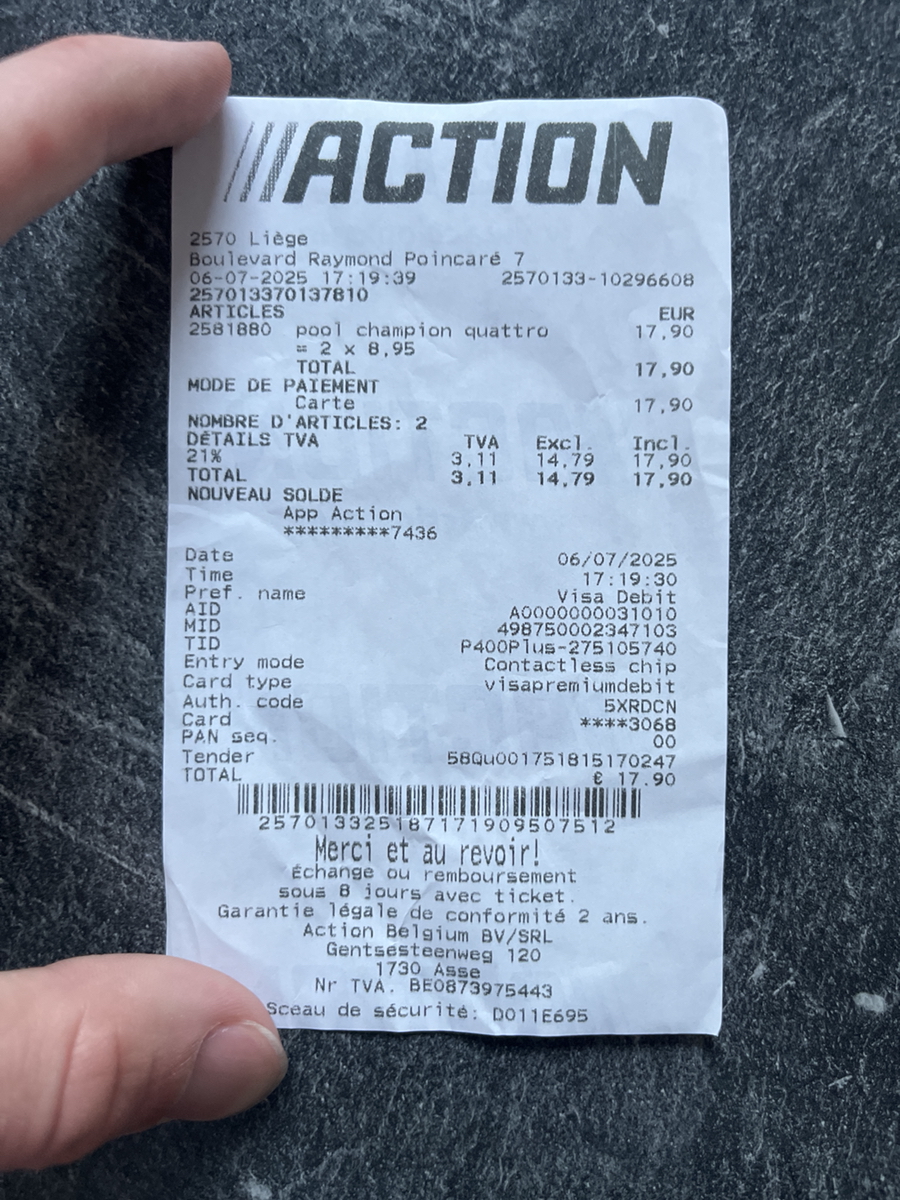 ACTION
2570 Liège
Boulevard Raymond Poincaré 7
06-07-2025 17:19:39 2570133-10296608
257013370137810
ARTICLES EUR
2581880 pool champion quattro 17,90
= 2 x 8,95
TOTAL 17,90
MODE DE PAIEMENT
Carte 17,90
NOMBRE D'ARTICLES: 2
DÉTAILS TVA TVA Excl. Incl.
21% 3,11 14,79 17,90
TOTAL 3,11 14,79 17,90
NOUVEAU SOLDE
App Action
*********7436
Date 06/07/2025
Time 17:19:30
Pref. name Visa Debit
AID A0000000031010
MID 498750002347103
TID P400Plus-275105740
Entry mode Contactless chip
Card type visapremiumdebit
Auth. code 5XRDCN
Card ****3068
PAN seq. 00
Tender 58Qu001751815170247
TOTAL € 17.90
257013325187171909507512
Merci et au revoir!
Échange ou remboursement
sous 8 jours avec ticket.
Garantie légale de conformité 2 ans.
Action Belgium BV/SRL
Gentsesteenweg 120
1730 Asse
Nr TVA. BE0873975443
Sceau de sécurité: D011E695